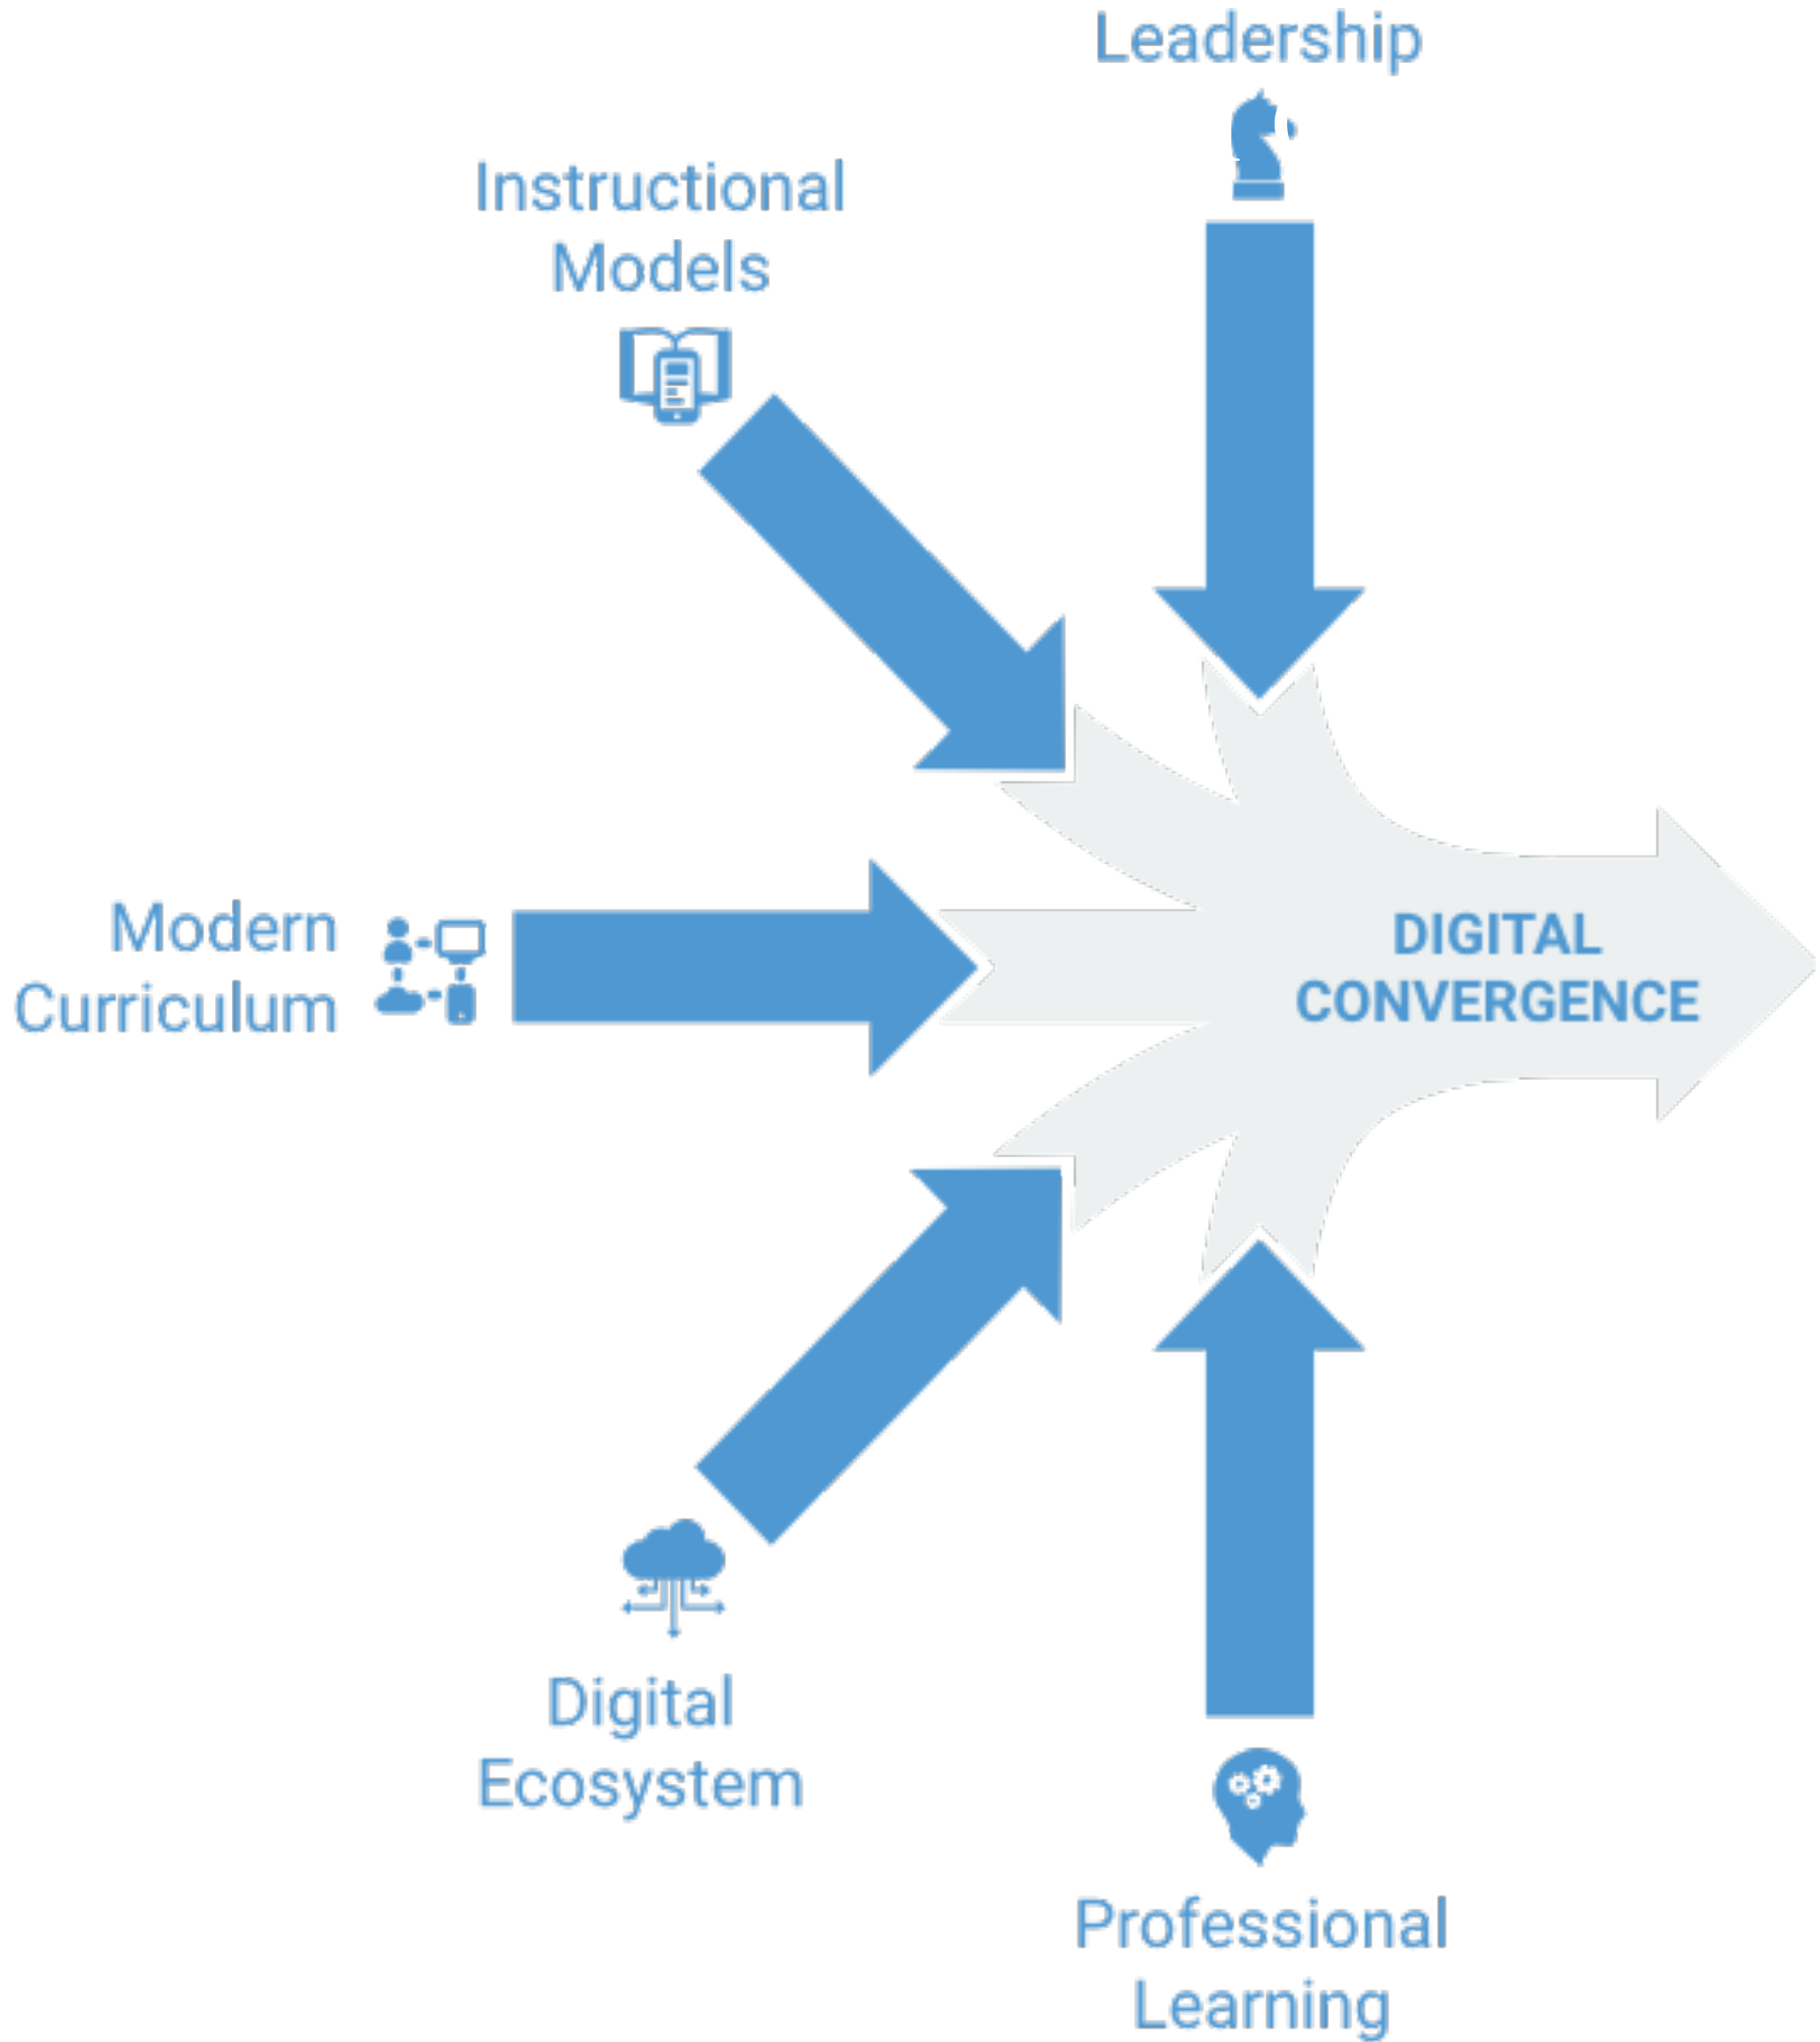 Leadership
Instructional
Models
Modern
Curriculum
DIGITAL
CONVERGENCE
Digital
Ecosystem
Professional
Learning